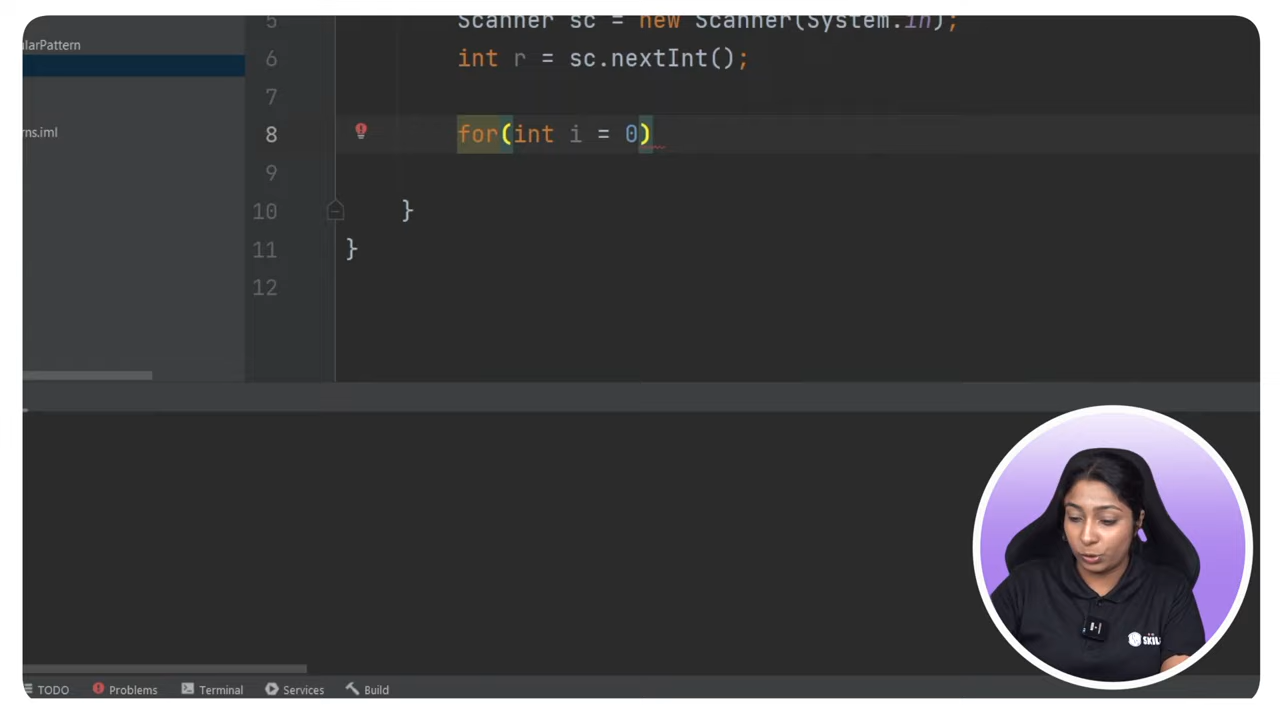 larPattern
ns.iml
5 Scanner sc = new Scanner(System.in);
6 int r = sc.nextInt();
7
8 for(int i = 0)
9
10 }
11 }
12
TODO Problems Terminal Services Build
SKIL